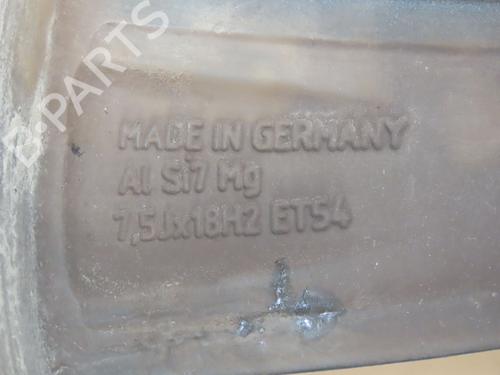 B-PARTS
MADE IN GERMANY
Al Si7 Mg
7,5Jx18H2 ET54